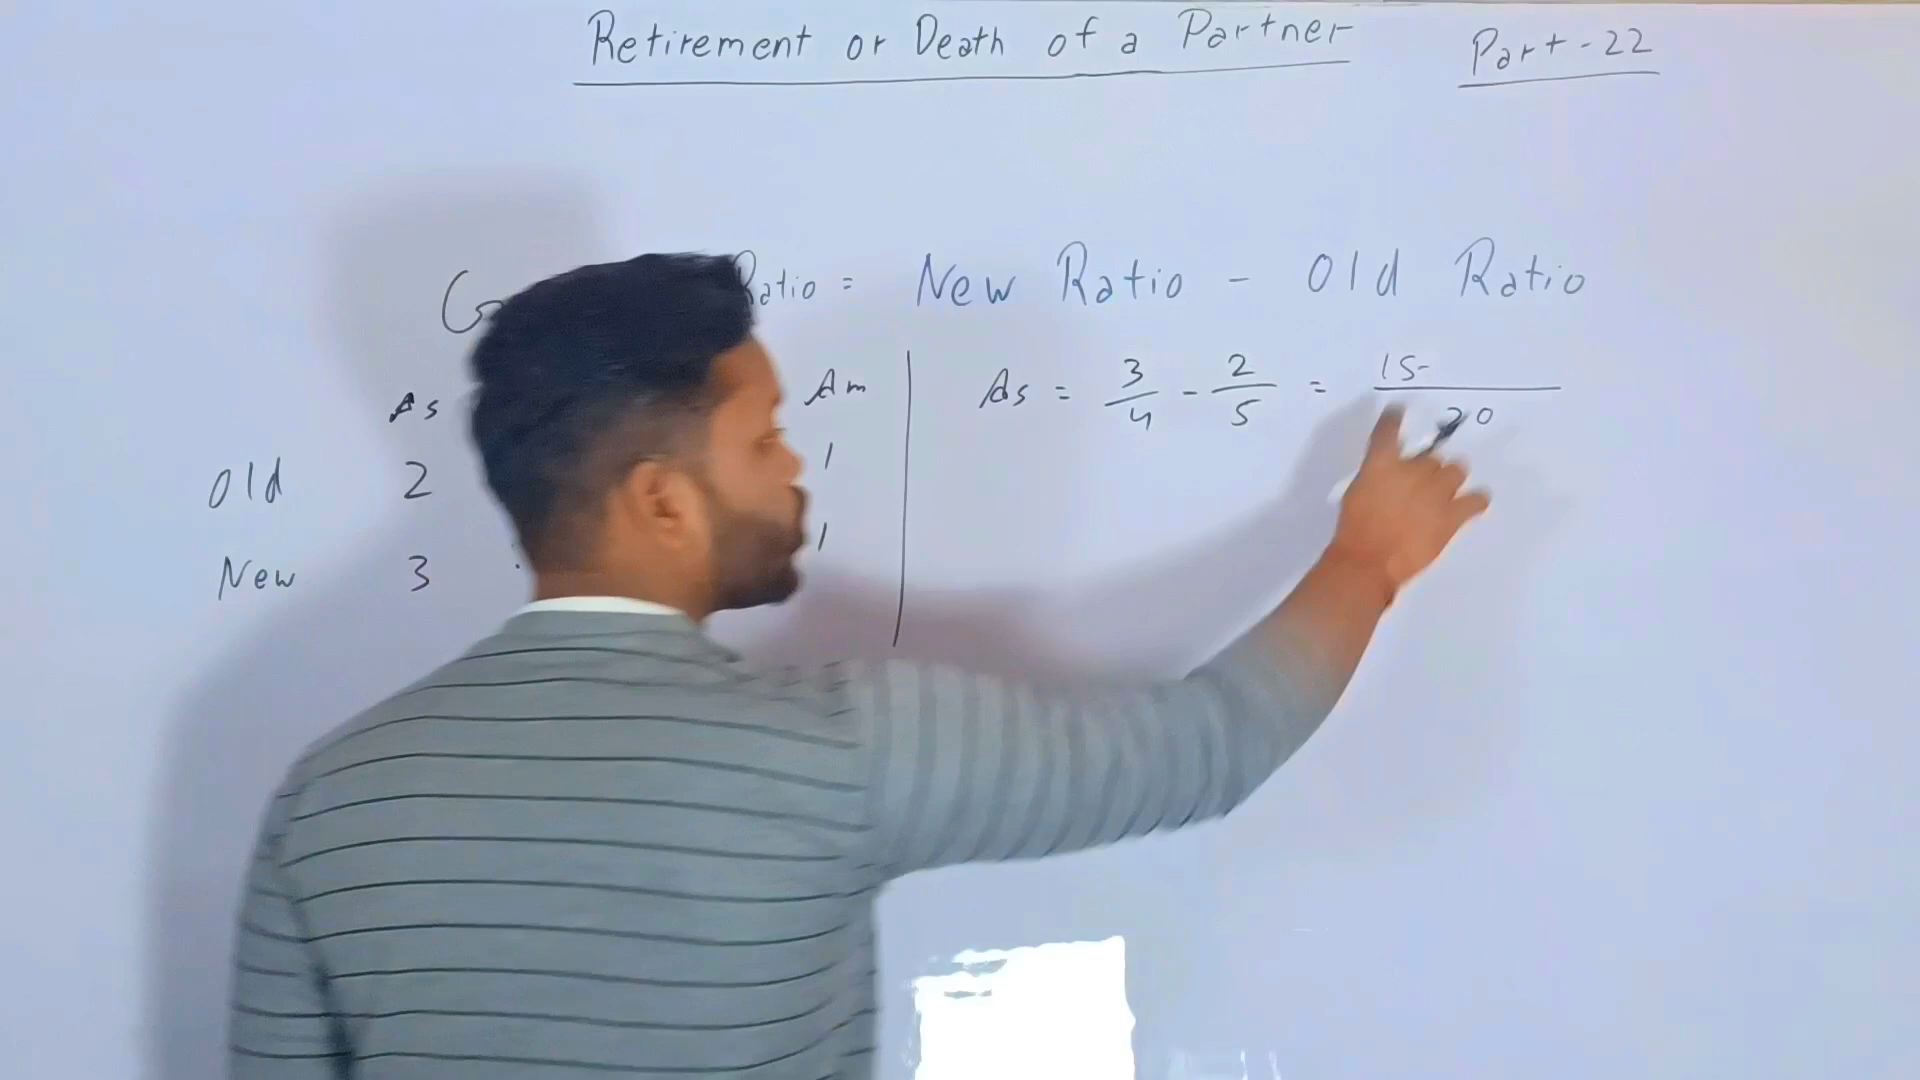 Retirement or Death of a Partner Part-22
Ratio = New Ratio - Old Ratio
As Am
Old 2 1
New 3 : 1
As = 3/4 - 2/5 = 15-/20